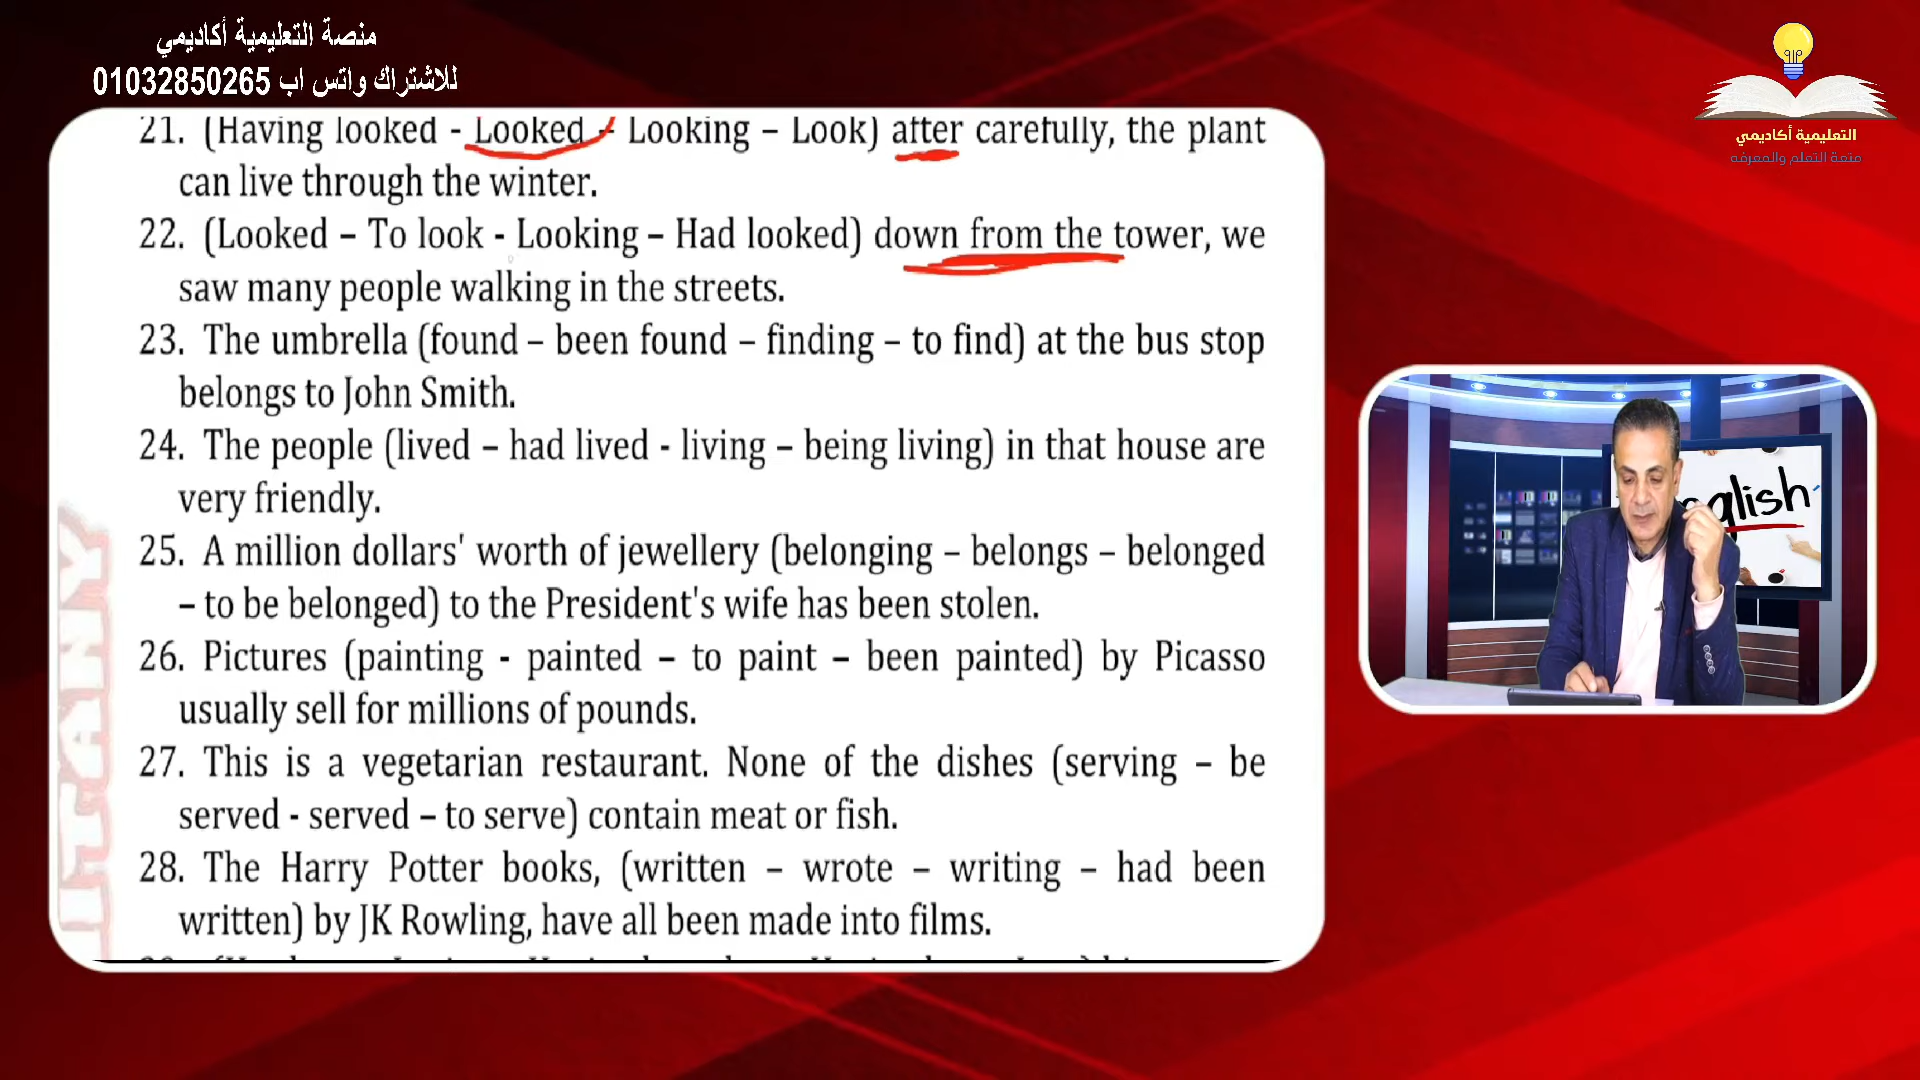 منصة التعليمية أكاديمي
للاشتراك واتس اب 01032850265
21. (Having looked - Looked – Looking – Look) after carefully, the plant
can live through the winter.
22. (Looked – To look - Looking – Had looked) down from the tower, we
saw many people walking in the streets.
23. The umbrella (found – been found – finding – to find) at the bus stop
belongs to John Smith.
24. The people (lived – had lived - living – being living) in that house are
very friendly.
25. A million dollars' worth of jewellery (belonging – belongs – belonged
– to be belonged) to the President's wife has been stolen.
26. Pictures (painting - painted – to paint – been painted) by Picasso
usually sell for millions of pounds.
27. This is a vegetarian restaurant. None of the dishes (serving – be
served - served – to serve) contain meat or fish.
28. The Harry Potter books, (written – wrote – writing – had been
written) by JK Rowling, have all been made into films.
التعليمية أكاديمي
متعة التعلم والمعرفه
glish